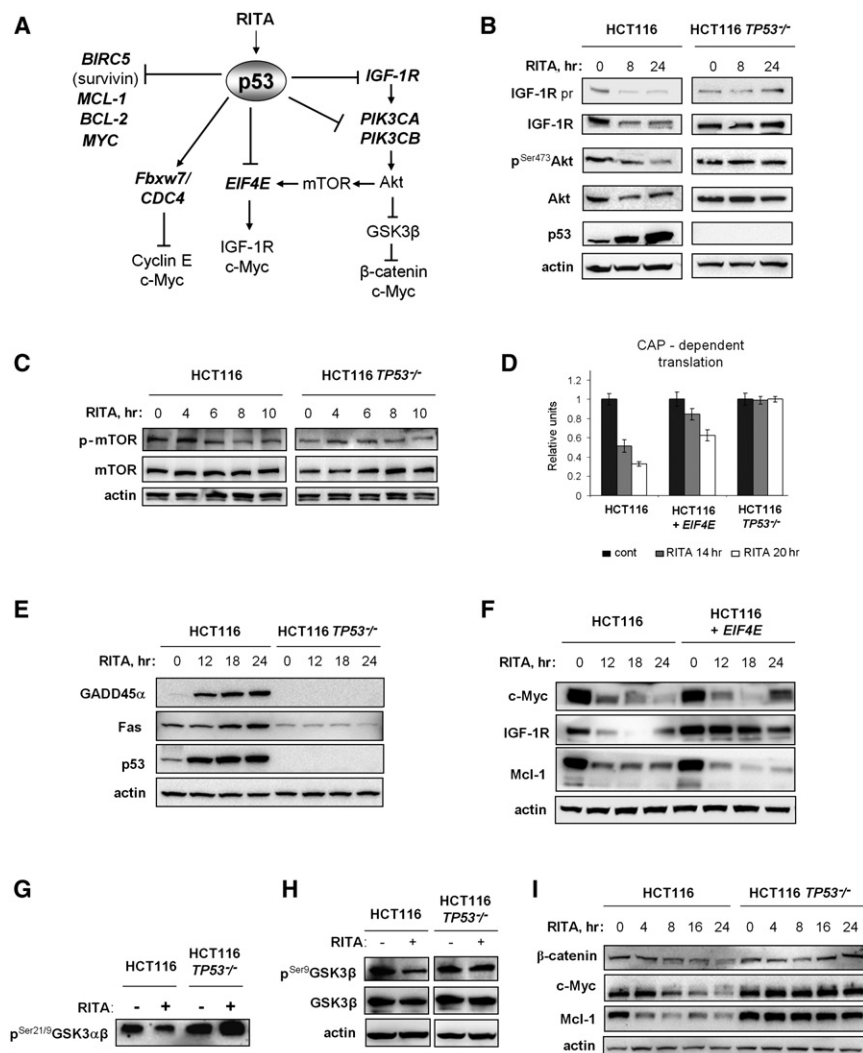 A
RITA
p53
BIRC5
(survivin)
MCL-1
BCL-2
MYC
IGF-1R
PIK3CA
PIK3CB
Fbxw7/
CDC4
EIF4E
mTOR
Akt
Cyclin E
c-Myc
IGF-1R
c-Myc
GSK3β
β-catenin
c-Myc
B
HCT116 HCT116 TP53-/-
RITA, hr: 0 8 24 0 8 24
IGF-1R pr
IGF-1R
pSer473Akt
Akt
p53
actin
C
HCT116 HCT116 TP53-/-
RITA, hr: 0 4 6 8 10 0 4 6 8 10
p-mTOR
mTOR
actin
D
CAP - dependent
translation
Relative units
1.2
1
0.8
0.6
0.4
0.2
0
HCT116
HCT116
+ EIF4E
HCT116
TP53-/-
cont RITA 14 hr RITA 20 hr
E
HCT116 HCT116 TP53-/-
RITA, hr: 0 12 18 24 0 12 18 24
GADD45α
Fas
p53
actin
F
HCT116
HCT116
+ EIF4E
RITA, hr: 0 12 18 24 0 12 18 24
c-Myc
IGF-1R
Mcl-1
actin
G
HCT116
HCT116
TP53-/-
RITA: - + - +
pSer21/9GSK3αβ
H
HCT116
HCT116
TP53-/-
RITA: - + - +
pSer9GSK3β
GSK3β
actin
I
HCT116 HCT116 TP53-/-
RITA, hr: 0 4 8 16 24 0 4 8 16 24
β-catenin
c-Myc
Mcl-1
actin